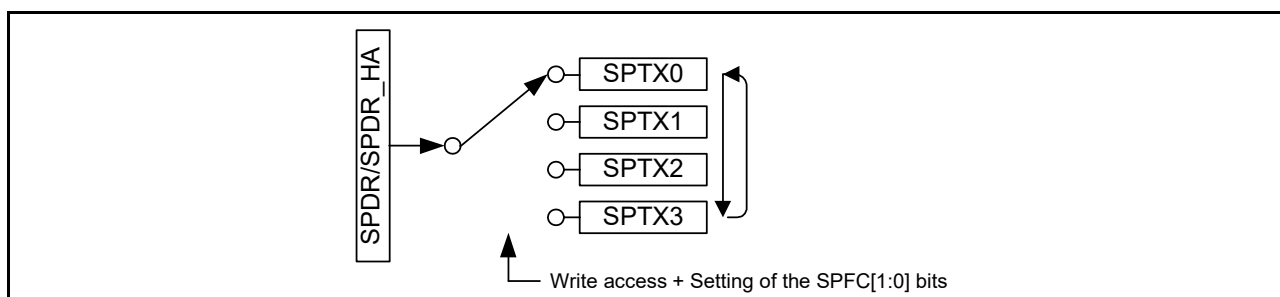 SPDR/SPDR_HA
SPTX0
SPTX1
SPTX2
SPTX3
Write access + Setting of the SPFC[1:0] bits